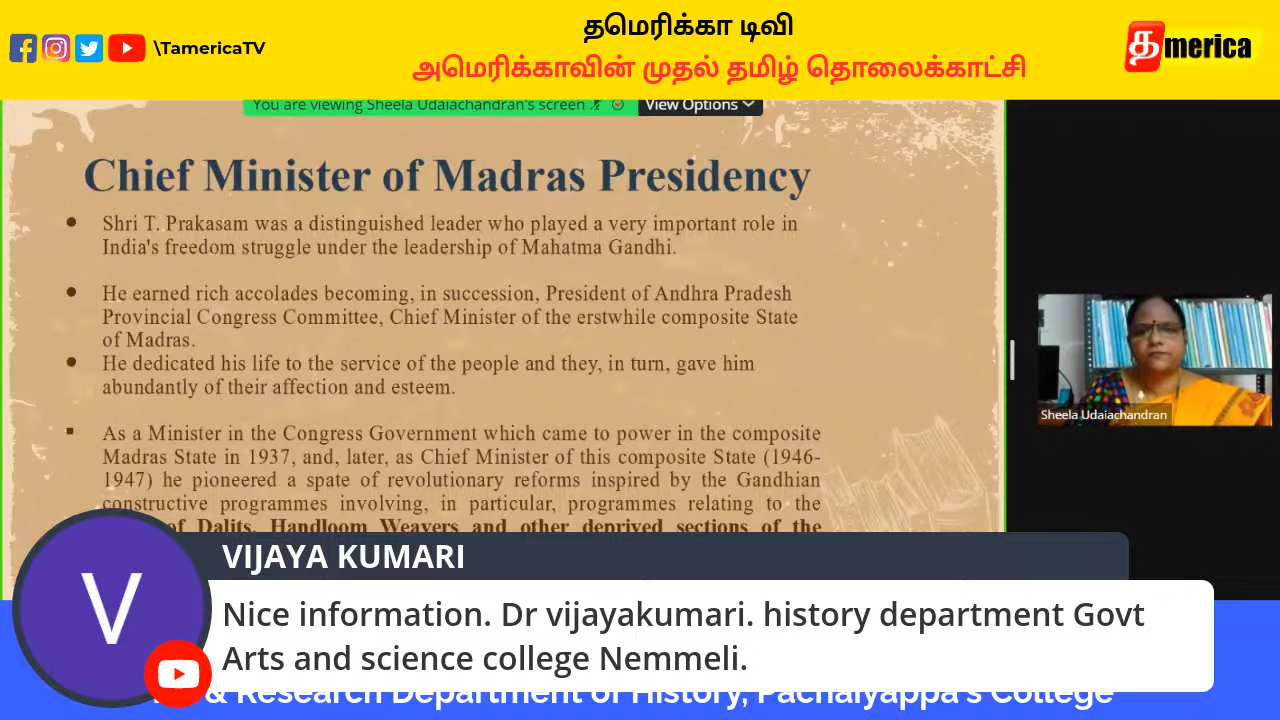 \TamericaTV
தமெரிக்கா டிவி
அமெரிக்காவின் முதல் தமிழ் தொலைக்காட்சி
தmerica
You are viewing Sheela Udaiachandran's screen
View Options
Chief Minister of Madras Presidency
• Shri T. Prakasam was a distinguished leader who played a very important role in
India's freedom struggle under the leadership of Mahatma Gandhi.
• He earned rich accolades becoming, in succession, President of Andhra Pradesh
Provincial Congress Committee, Chief Minister of the erstwhile composite State
of Madras.
• He dedicated his life to the service of the people and they, in turn, gave him
abundantly of their affection and esteem.
▪ As a Minister in the Congress Government which came to power in the composite
Madras State in 1937, and, later, as Chief Minister of this composite State (1946-
1947) he pioneered a spate of revolutionary reforms inspired by the Gandhian
constructive programmes involving, in particular, programmes relating to the
of Dalits, Handloom Weavers and other deprived sections of the
Sheela Udaiachandran
V
VIJAYA KUMARI
Nice information. Dr vijayakumari. history department Govt
Arts and science college Nemmeli.
& Research Department of History, Pachaiyappa's College